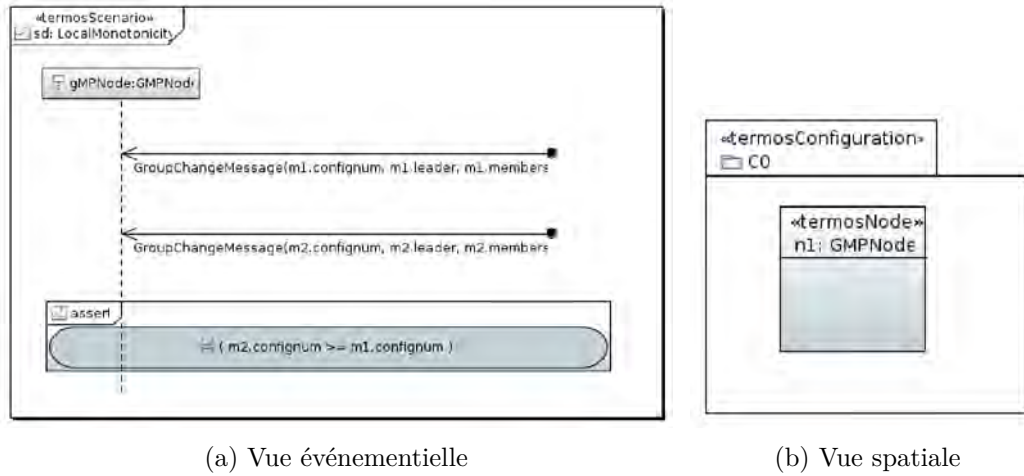 «termosScenario»
sd: LocalMonotonicity
gMPNode:GMPNode
GroupChangeMessage(m1.confignum, m1.leader, m1.members
GroupChangeMessage(m2.confignum, m2.leader, m2.members
assert
( m2.confignum >= m1.confignum )
(a) Vue événementielle
«termosConfiguration»
C0
«termosNode»
n1: GMPNode
(b) Vue spatiale